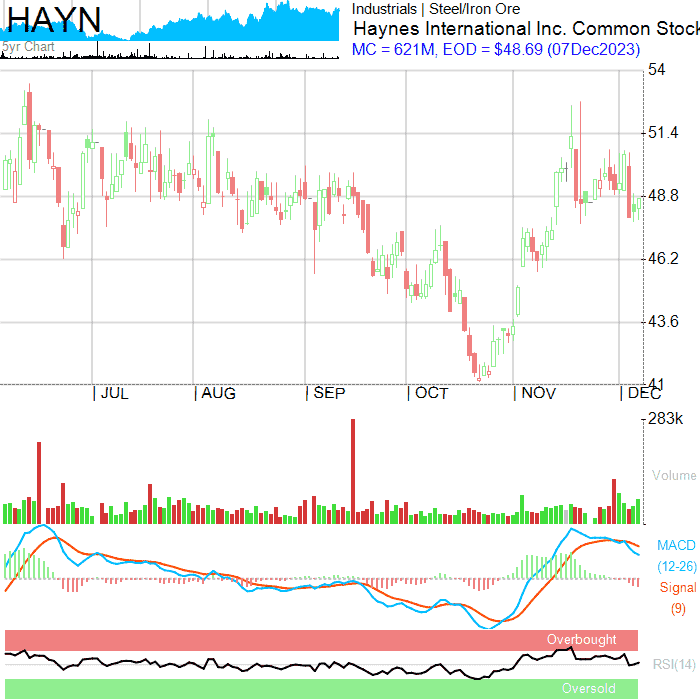 HAYN
5yr Chart
Industrials | Steel/Iron Ore
Haynes International Inc. Common Stock
MC = 621M, EOD = $48.69 (07Dec2023)
54
51.4
48.8
46.2
43.6
41
JUL AUG SEP OCT NOV DEC
283k
Volume
MACD
(12-26)
Signal
(9)
Overbought
RSI(14)
Oversold